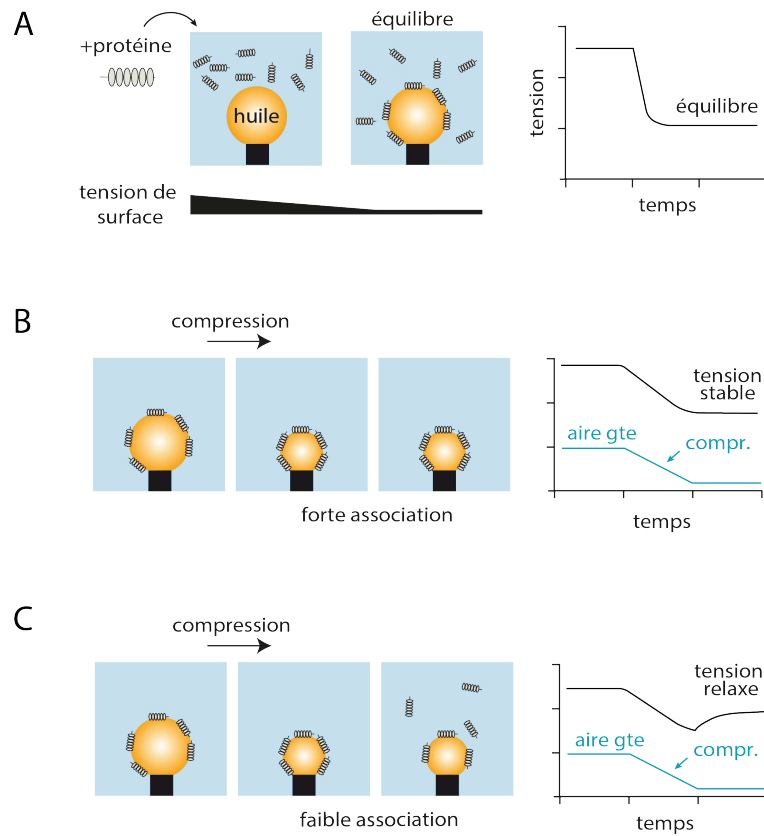 A
+protéine
équilibre
huile
tension de
surface
tension
équilibre
temps
B
compression
forte association
tension
stable
aire gte
compr.
temps
C
compression
faible association
tension
relaxe
aire gte
compr.
temps